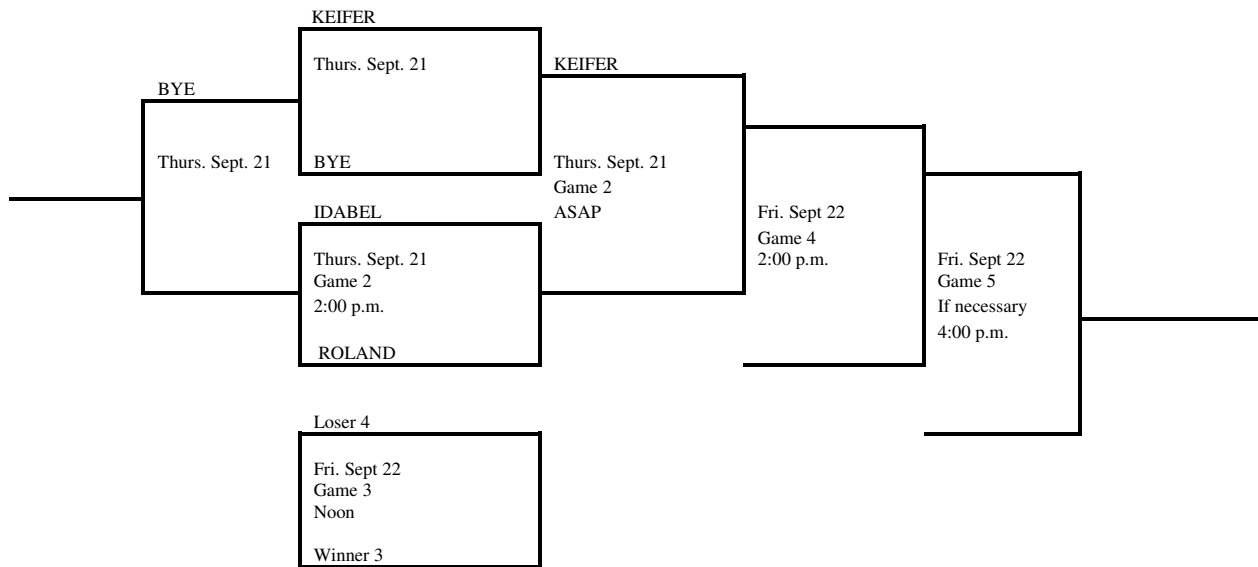 KEIFER
Thurs. Sept. 21
KEIFER
BYE
Thurs. Sept. 21
BYE
Thurs. Sept. 21
Game 2
ASAP
IDABEL
Thurs. Sept. 21
Game 2
2:00 p.m.
ROLAND
Fri. Sept 22
Game 4
2:00 p.m.
Fri. Sept 22
Game 5
If necessary
4:00 p.m.
Loser 4
Fri. Sept 22
Game 3
Noon
Winner 3